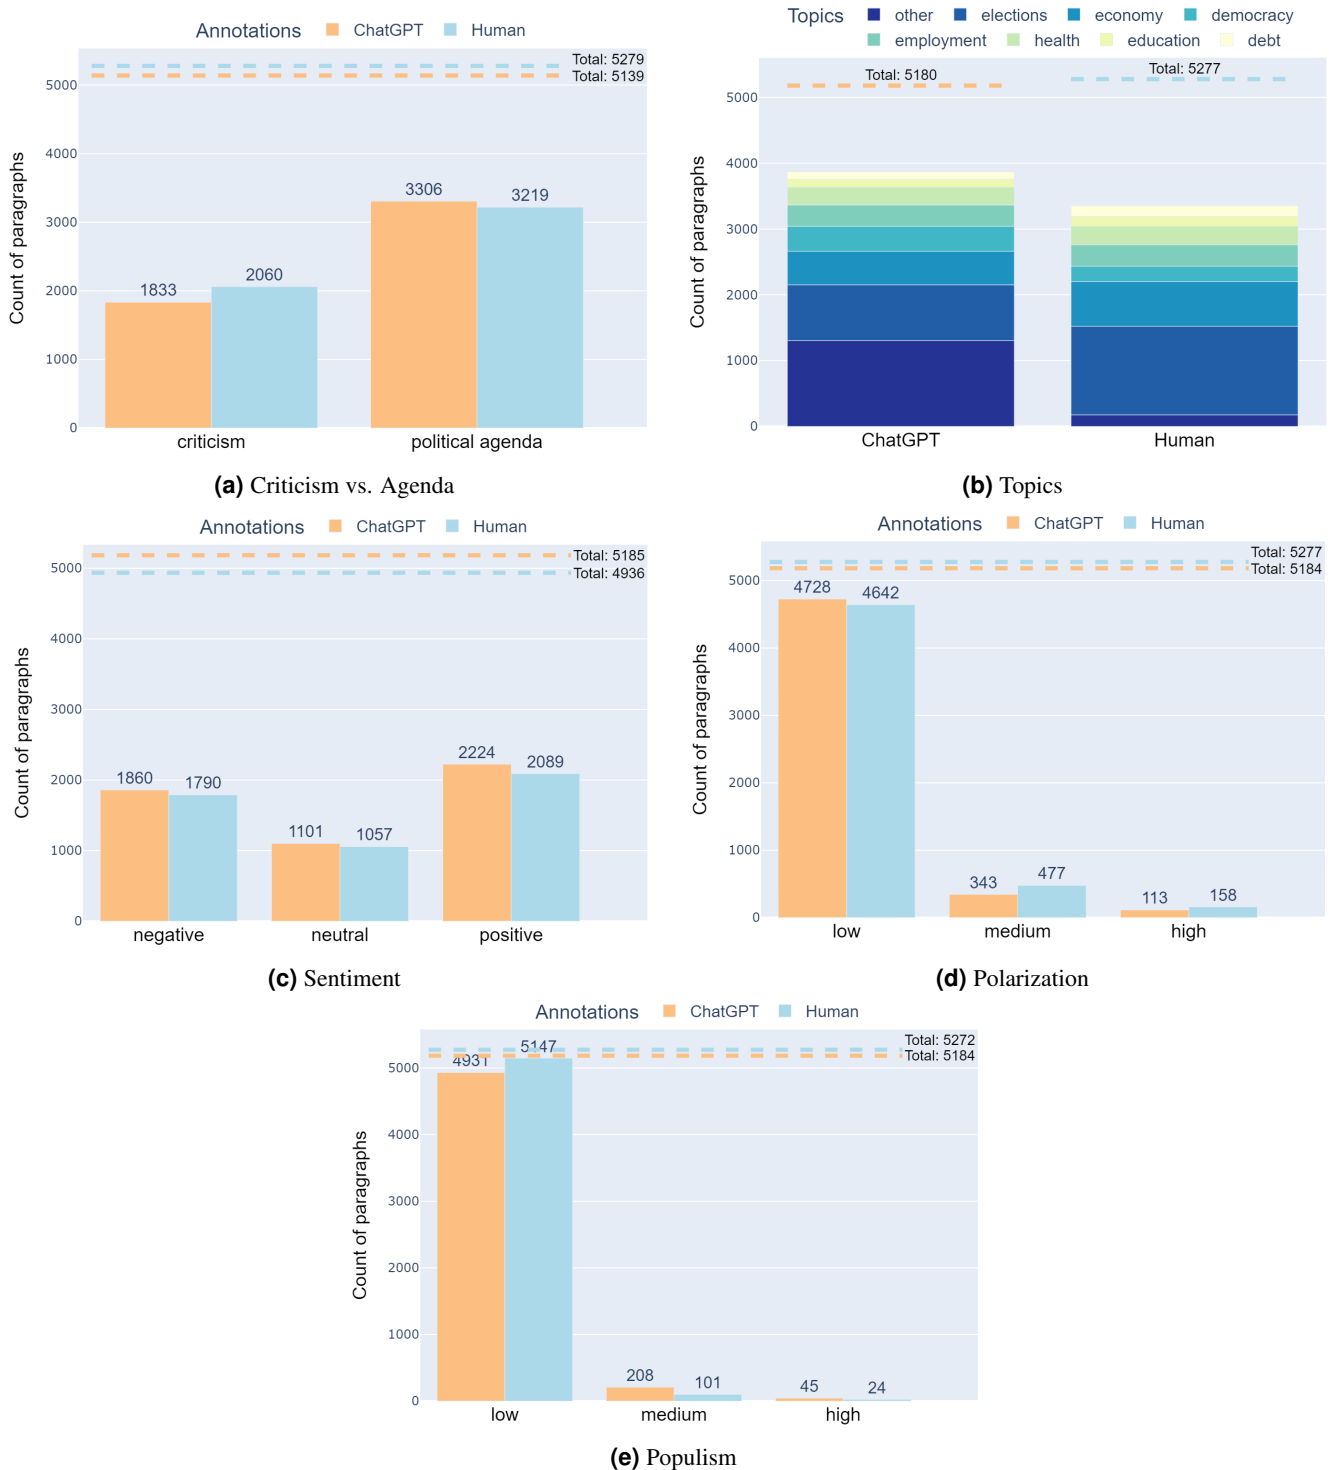 Annotations ChatGPT Human
Total: 5279
Total: 5139
5000
4000
3000
2000
1000
0
Count of paragraphs
1833
2060
3306
3219
criticism
political agenda
(a) Criticism vs. Agenda
Topics other elections economy democracy
employment health education debt
Total: 5180
Total: 5277
5000
4000
3000
2000
1000
0
Count of paragraphs
ChatGPT
Human
(b) Topics
Annotations ChatGPT Human
Total: 5185
Total: 4936
5000
4000
3000
2000
1000
0
Count of paragraphs
1860
1790
1101
1057
2224
2089
negative
neutral
positive
(c) Sentiment
Annotations ChatGPT Human
Total: 5277
Total: 5184
5000
4000
3000
2000
1000
0
Count of paragraphs
4728
4642
343
477
113
158
low
medium
high
(d) Polarization
Annotations ChatGPT Human
Total: 5272
Total: 5184
5000
4000
3000
2000
1000
0
Count of paragraphs
4931
5147
208
101
45
24
low
medium
high
(e) Populism